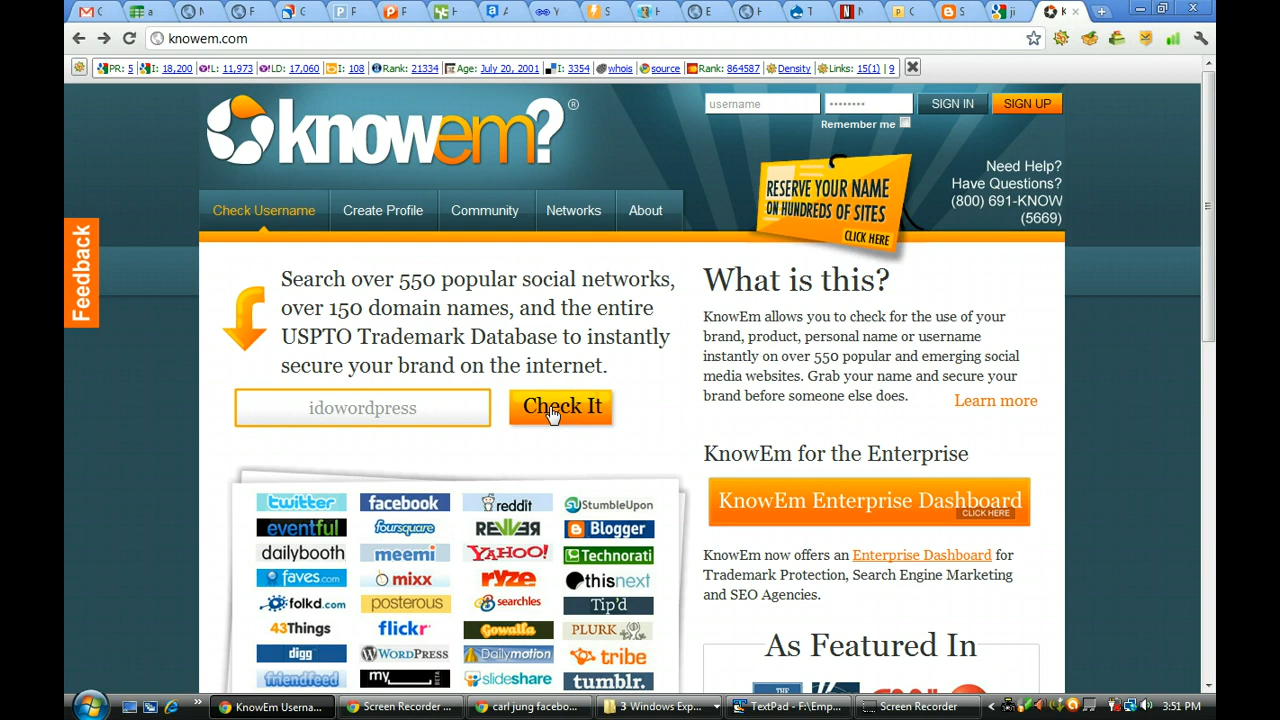 knowem.com
PR: 5 I: 18,200 Y!L: 11,973 Y!LD: 17,060 I: 108 Rank: 21334 Age: July 20, 2001 I: 3354 whois source Rank: 864587 Density Links: 15(1) | 9
knowem?®
username
SIGN IN
SIGN UP
Remember me
RESERVE YOUR NAME
ON HUNDREDS OF SITES
CLICK HERE
Need Help?
Have Questions?
(800) 691-KNOW
(5669)
Check Username
Create Profile
Community
Networks
About
Feedback
Search over 550 popular social networks,
over 150 domain names, and the entire
USPTO Trademark Database to instantly
secure your brand on the internet.
idowordpress
Check It
twitter facebook reddit StumbleUpon
eventful foursquare REVVER Blogger
dailybooth meemi YAHOO! Technorati
faves.com mixx ryze thisnext
folkd.com posterous searchles Tip'd
43Things flickr Gowalla PLURK
digg WORDPRESS Dailymotion tribe
friendfeed my BETA slideshare tumblr.
What is this?
KnowEm allows you to check for the use of your
brand, product, personal name or username
instantly on over 550 popular and emerging social
media websites. Grab your name and secure your
brand before someone else does.
Learn more
KnowEm for the Enterprise
KnowEm Enterprise Dashboard
CLICK HERE
KnowEm now offers an Enterprise Dashboard for
Trademark Protection, Search Engine Marketing
and SEO Agencies.
As Featured In
THE
KnowEm Userna...
Screen Recorder ...
carl jung faceboo...
3 Windows Exp...
TextPad - F:\Emp...
Screen Recorder
3:51 PM